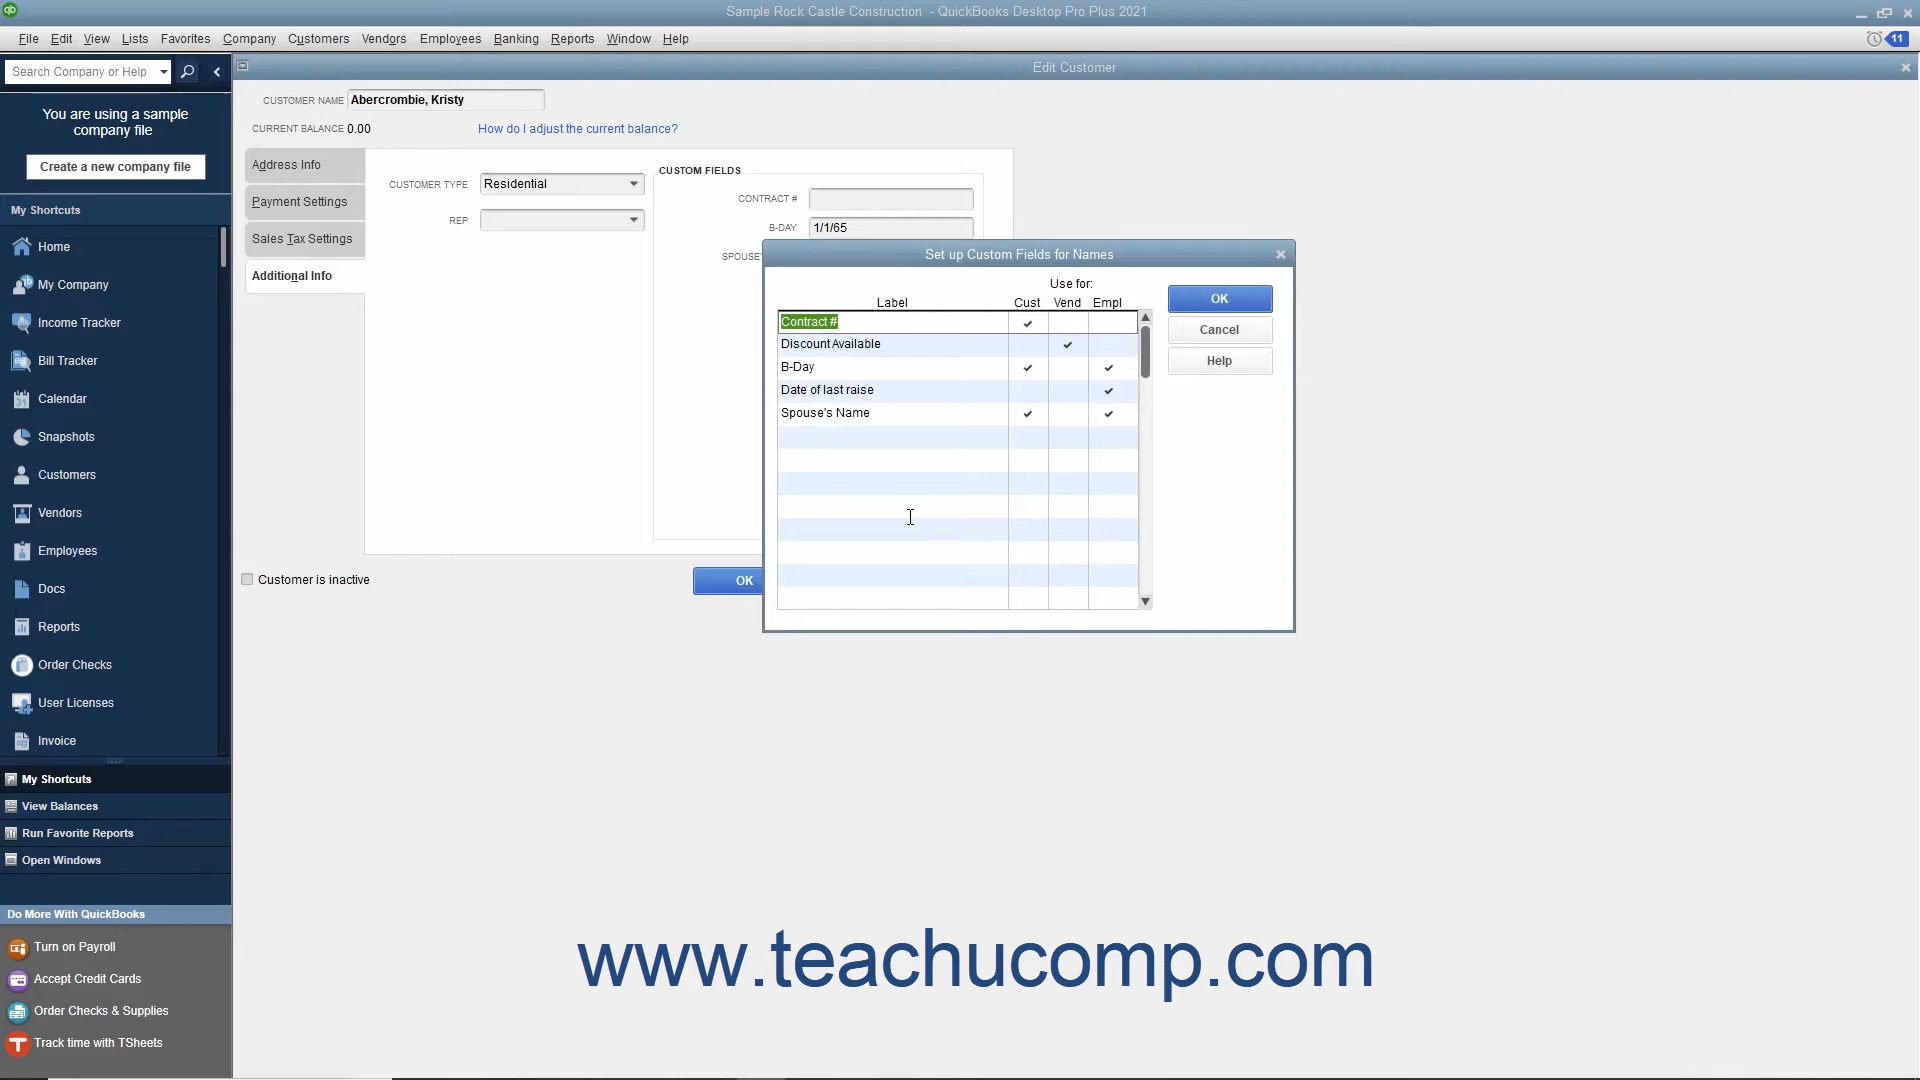 Sample Rock Castle Construction - QuickBooks Desktop Pro Plus 2021
File Edit View Lists Favorites Company Customers Vendors Employees Banking Reports Window Help
11
Search Company or Help
Edit Customer
You are using a sample
company file
Create a new company file
CUSTOMER NAME Abercrombie, Kristy
CURRENT BALANCE 0.00 How do I adjust the current balance?
Address Info
Payment Settings
Sales Tax Settings
Additional Info
CUSTOMER TYPE Residential
REP
CUSTOM FIELDS
CONTRACT #
B-DAY 1/1/65
SPOUSE'
Set up Custom Fields for Names
Use for:
Label Cust Vend Empl
Contract #
Discount Available
B-Day
Date of last raise
Spouse's Name
OK
Cancel
Help
Customer is inactive
OK
My Shortcuts
Home
My Company
Income Tracker
Bill Tracker
Calendar
Snapshots
Customers
Vendors
Employees
Docs
Reports
Order Checks
User Licenses
Invoice
My Shortcuts
View Balances
Run Favorite Reports
Open Windows
Do More With QuickBooks
Turn on Payroll
Accept Credit Cards
Order Checks & Supplies
Track time with TSheets
www.teachucomp.com